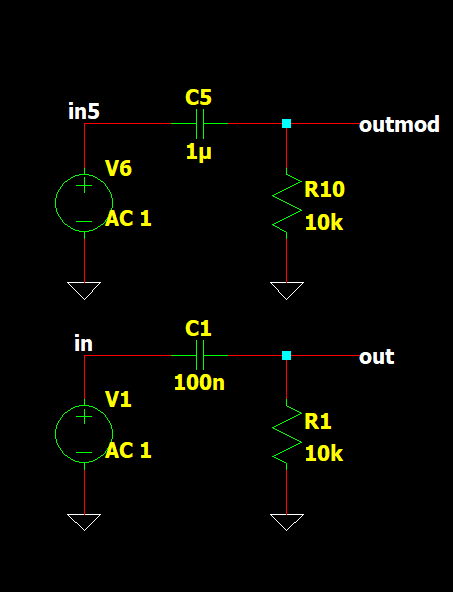 C5
in5
outmod
1µ
V6
R10
AC 1
10k
C1
in
out
100n
V1
R1
AC 1
10k